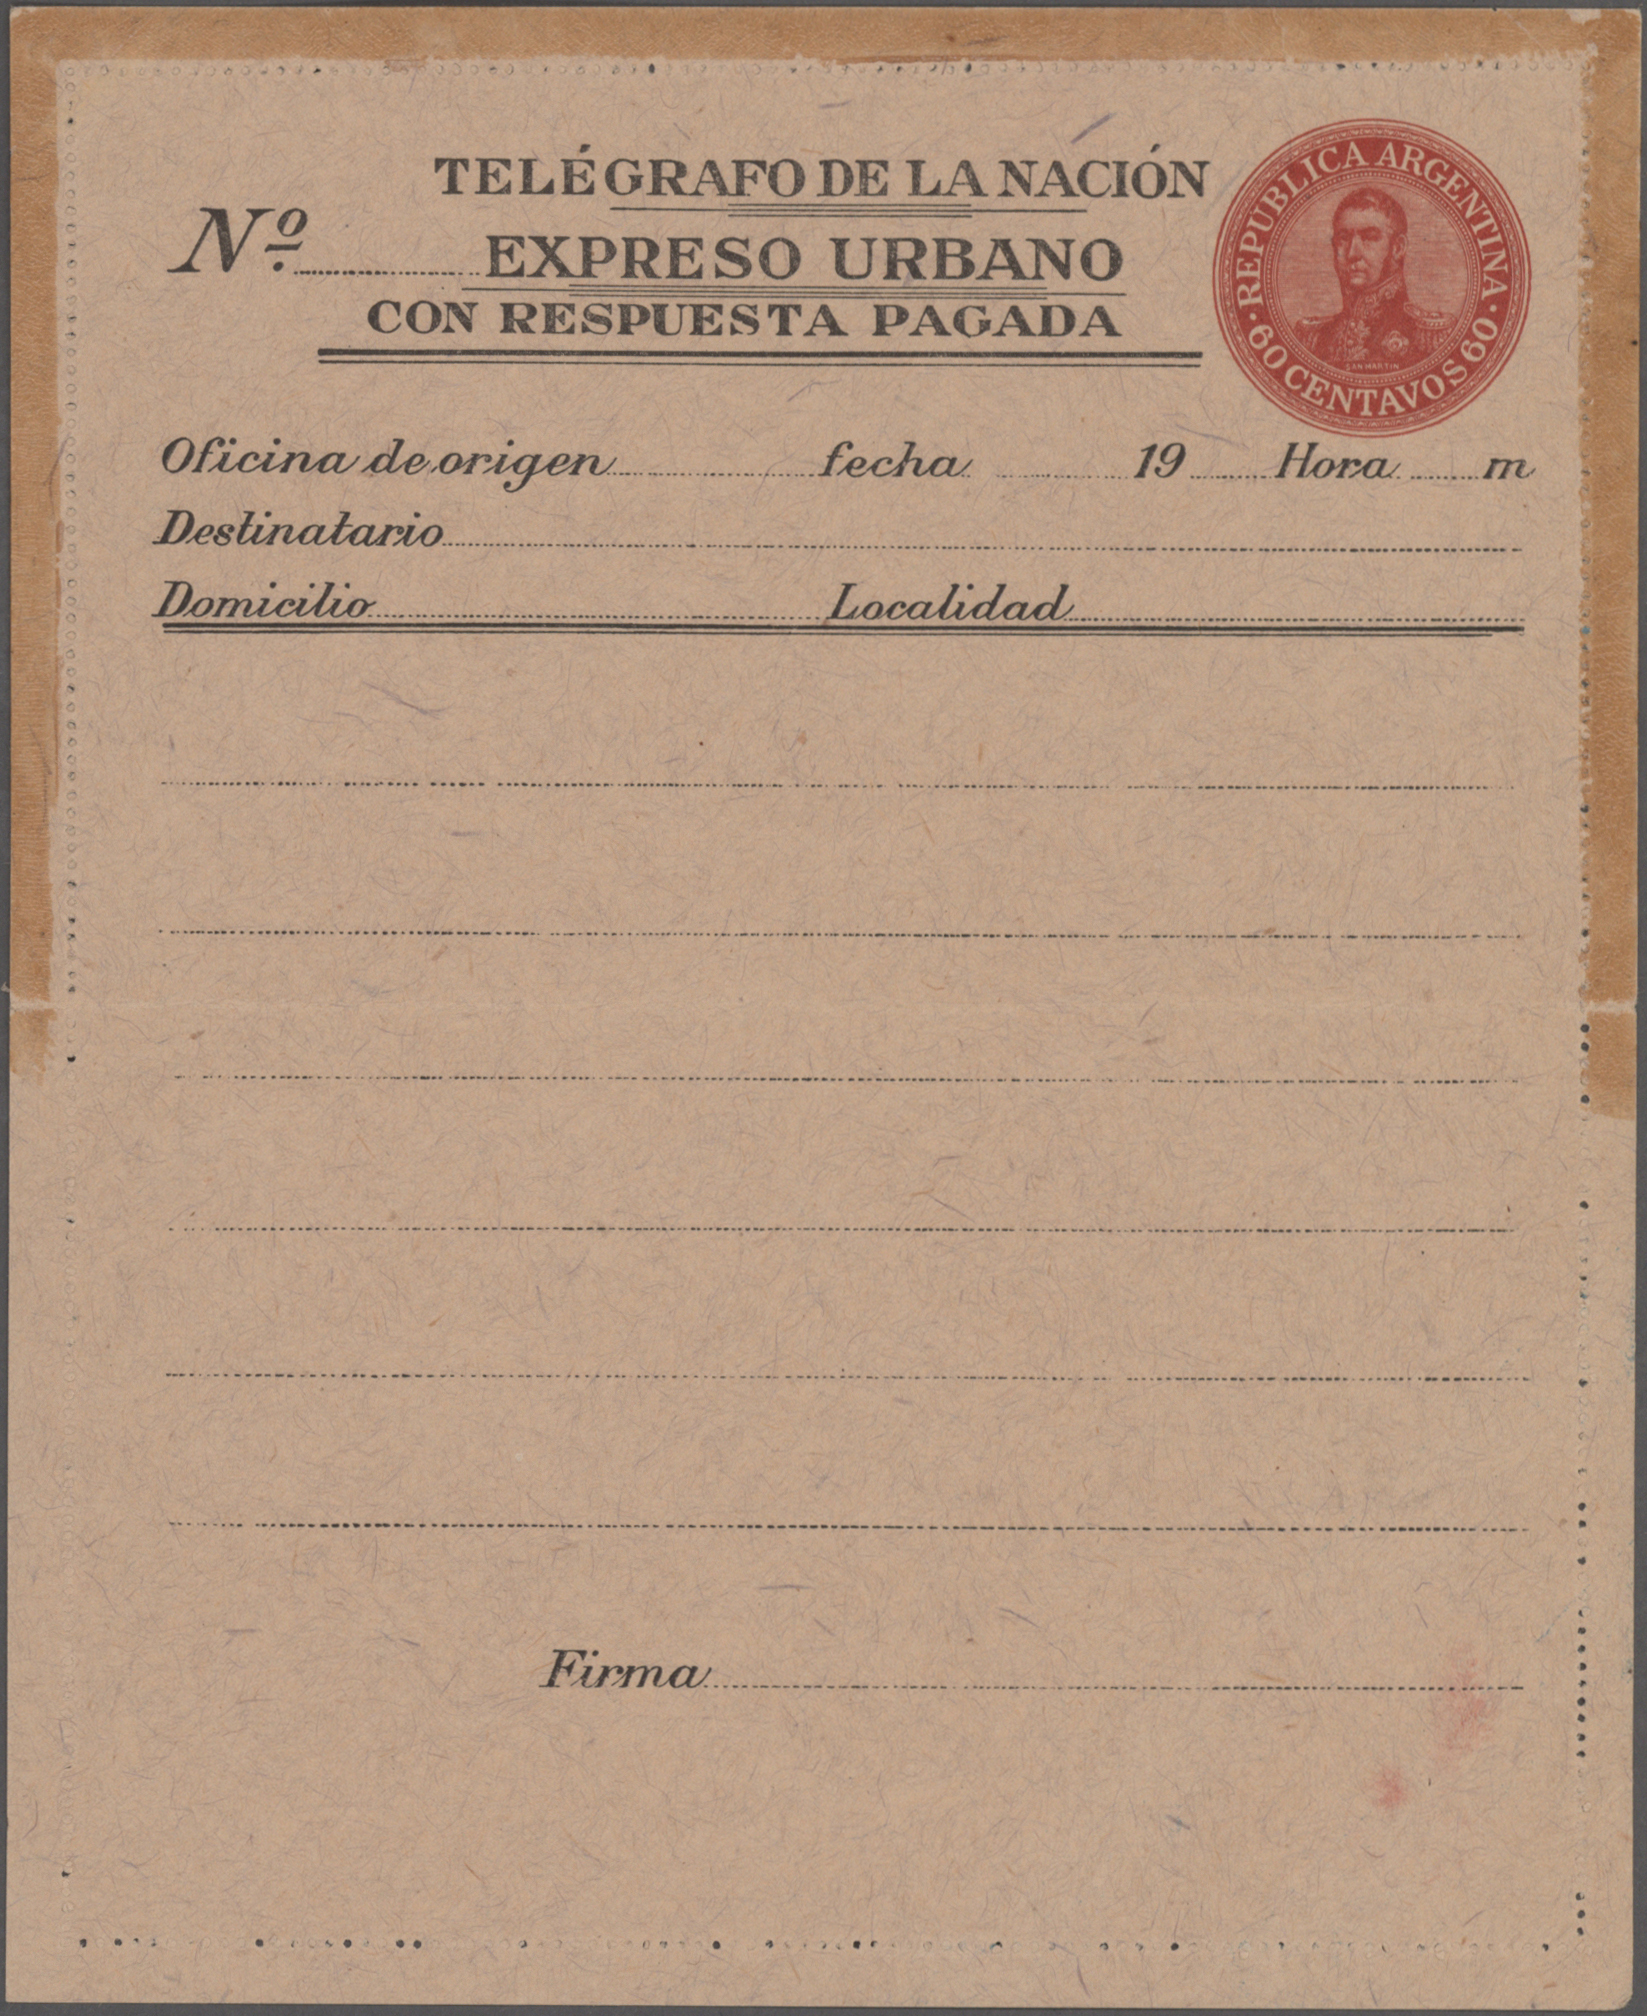 TELÉGRAFO DE LA NACIÓN
Nº
EXPRESO URBANO
CON RESPUESTA PAGADA
REPUBLICA ARGENTINA
SAN MARTIN
60 CENTAVOS 60
Oficina de origen fecha 19 Hora m
Destinatario
Domicilio Localidad
Firma